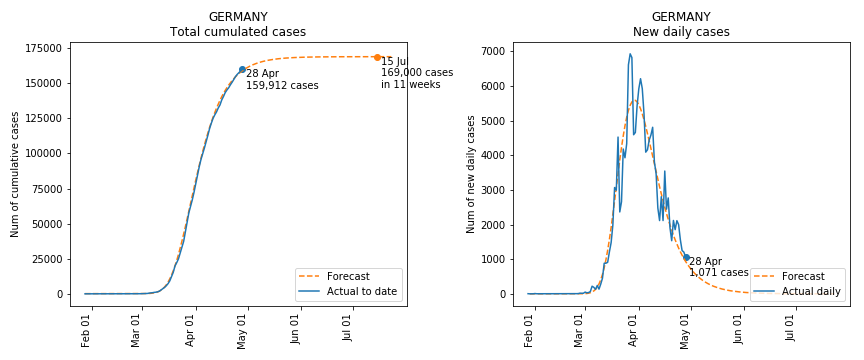 GERMANY
Total cumulated cases
Num of cumulative cases
175000
150000
125000
100000
75000
50000
25000
0
15 Jul
169,000 cases
in 11 weeks
28 Apr
159,912 cases
Forecast
Actual to date
Feb 01
Mar 01
Apr 01
May 01
Jun 01
Jul 01
GERMANY
New daily cases
Num of new daily cases
7000
6000
5000
4000
3000
2000
1000
0
28 Apr
1,071 cases
Forecast
Actual daily
Feb 01
Mar 01
Apr 01
May 01
Jun 01
Jul 01